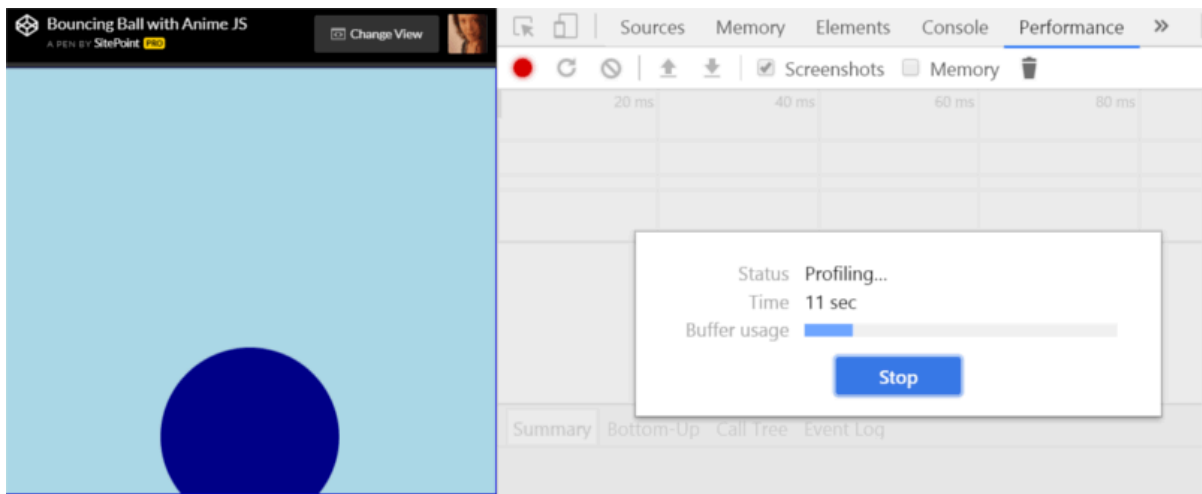 Bouncing Ball with Anime JS
A PEN BY SitePoint PRO
Change View
Sources Memory Elements Console Performance »
Screenshots Memory
20 ms 40 ms 60 ms 80 ms
Status Profiling...
Time 11 sec
Buffer usage
Stop
Summary Bottom-Up Call Tree Event Log